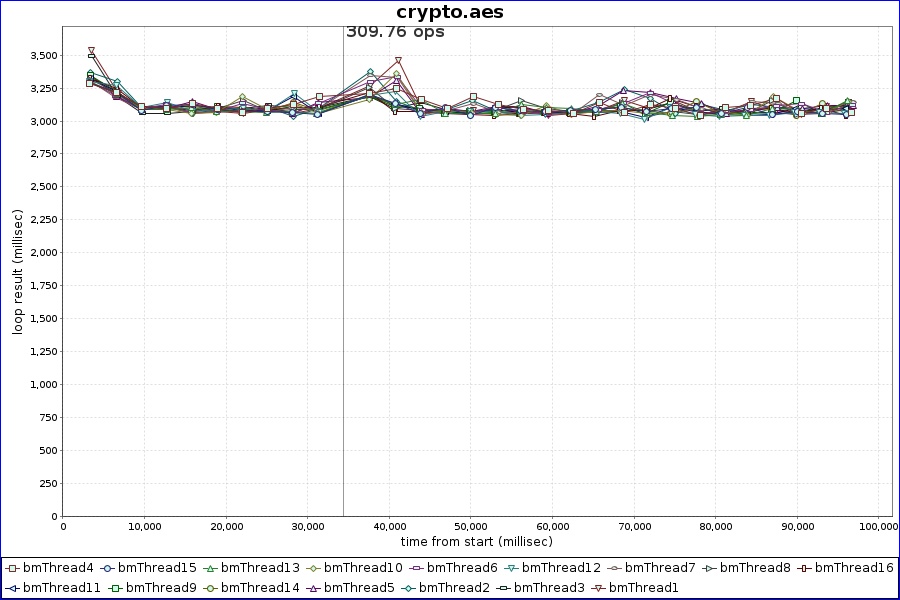 crypto.aes
309.76 ops
3,500
3,250
3,000
2,750
2,500
2,250
2,000
1,750
1,500
1,250
1,000
750
500
250
0
loop result (millisec)
0 10,000 20,000 30,000 40,000 50,000 60,000 70,000 80,000 90,000 100,000
time from start (millisec)
bmThread4 bmThread15 bmThread13 bmThread10 bmThread6 bmThread12 bmThread7 bmThread8 bmThread16
bmThread11 bmThread9 bmThread14 bmThread5 bmThread2 bmThread3 bmThread1